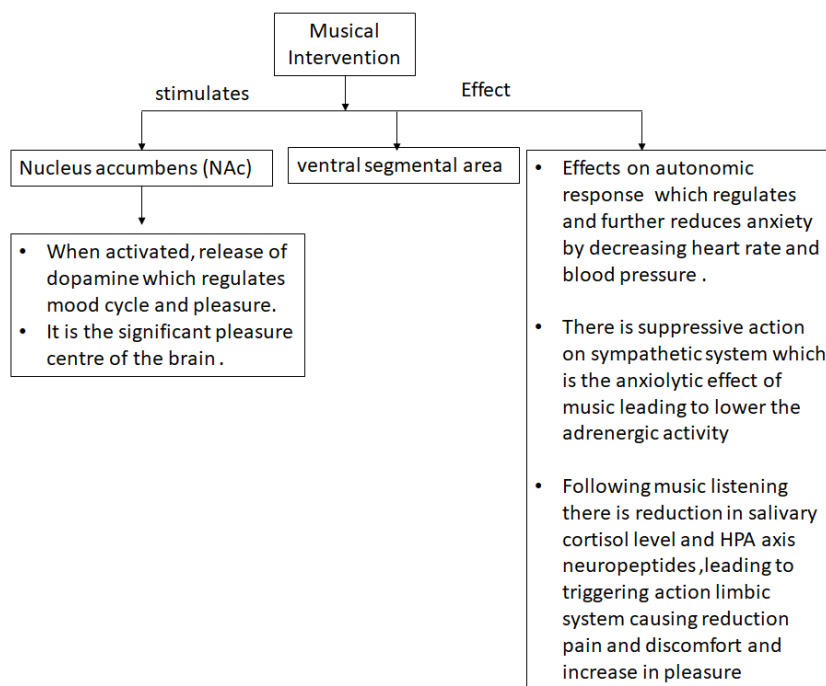 Musical
Intervention
stimulates
Effect
Nucleus accumbens (NAc)
ventral segmental area
• When activated, release of
dopamine which regulates
mood cycle and pleasure.
• It is the significant pleasure
centre of the brain .
• Effects on autonomic
response which regulates
and further reduces anxiety
by decreasing heart rate and
blood pressure .
• There is suppressive action
on sympathetic system which
is the anxiolytic effect of
music leading to lower the
adrenergic activity
• Following music listening
there is reduction in salivary
cortisol level and HPA axis
neuropeptides ,leading to
triggering action limbic
system causing reduction
pain and discomfort and
increase in pleasure